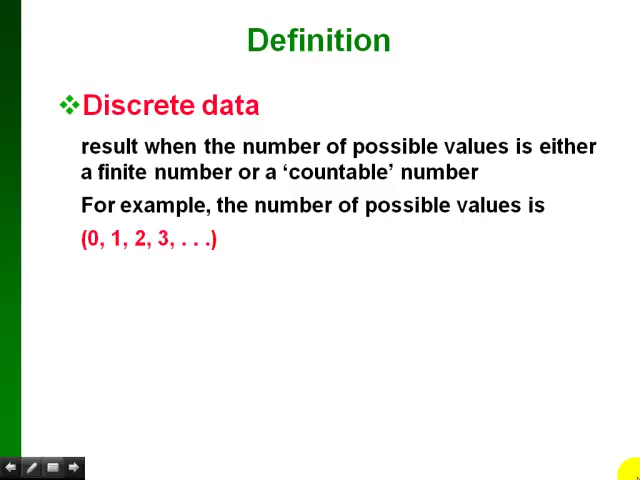 Definition
Discrete data
result when the number of possible values is either
a finite number or a ‘countable’ number
For example, the number of possible values is
(0, 1, 2, 3, . . .)